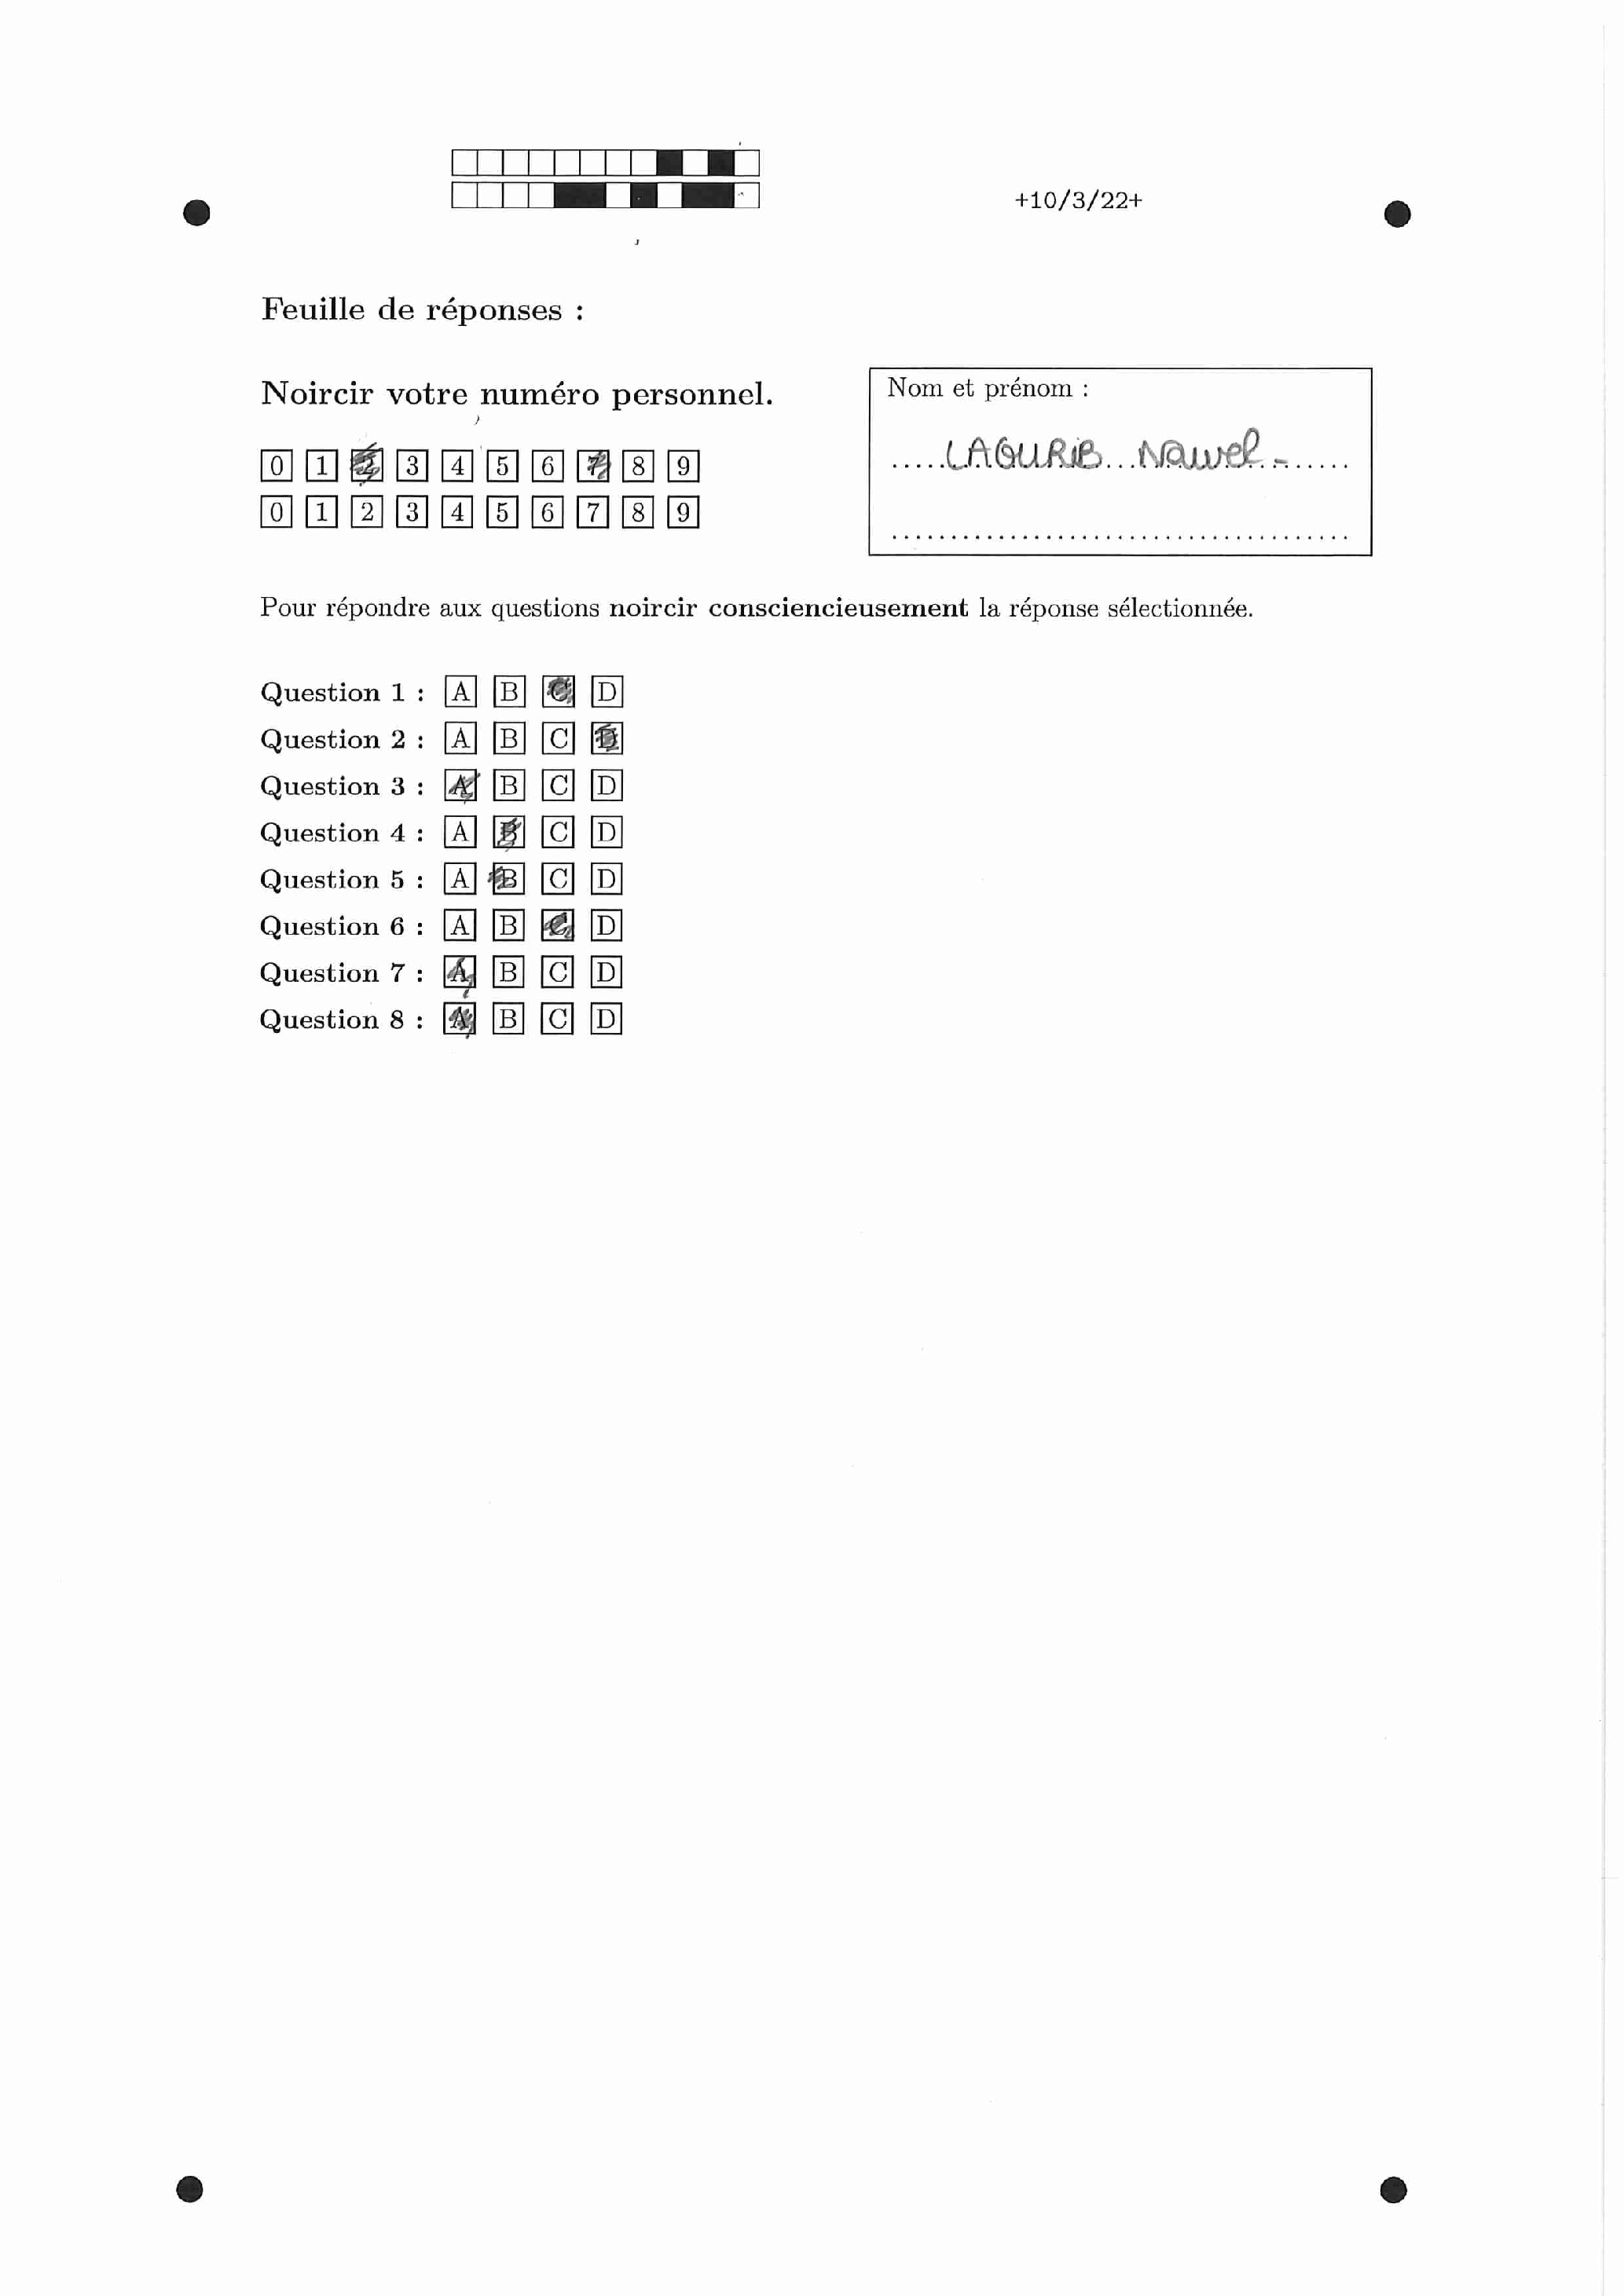 +10/3/22+
Feuille de réponses :
Noircir votre numéro personnel.
Nom et prénom :
0 1 2 3 4 5 6 7 8 9
LAOURIB Nawel -
0 1 2 3 4 5 6 7 8 9
Pour répondre aux questions noircir consciencieusement la réponse sélectionnée.
Question 1 : A B C D
Question 2 : A B C D
Question 3 : A B C D
Question 4 : A B C D
Question 5 : A B C D
Question 6 : A B C D
Question 7 : A B C D
Question 8 : A B C D